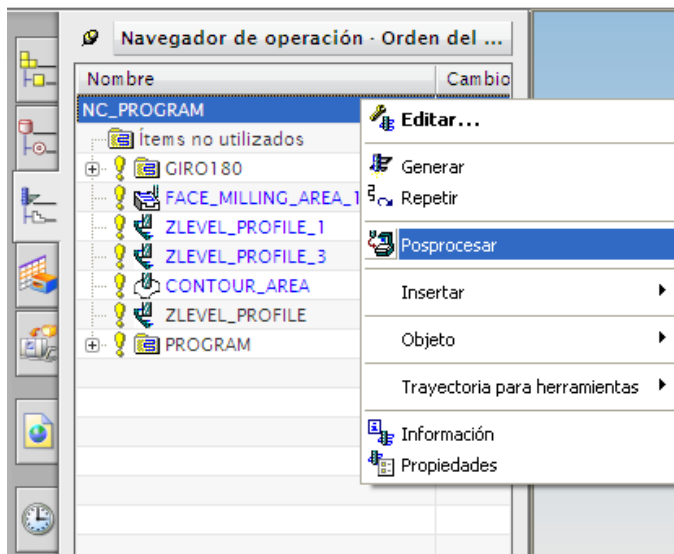 Navegador de operación - Orden del ...
Nombre Cambio
NC_PROGRAM
Ítems no utilizados
GIRO180
FACE_MILLING_AREA_1
ZLEVEL_PROFILE_1
ZLEVEL_PROFILE_3
CONTOUR_AREA
ZLEVEL_PROFILE
PROGRAM
Editar...
Generar
Repetir
Posprocesar
Insertar
Objeto
Trayectoria para herramientas
Información
Propiedades